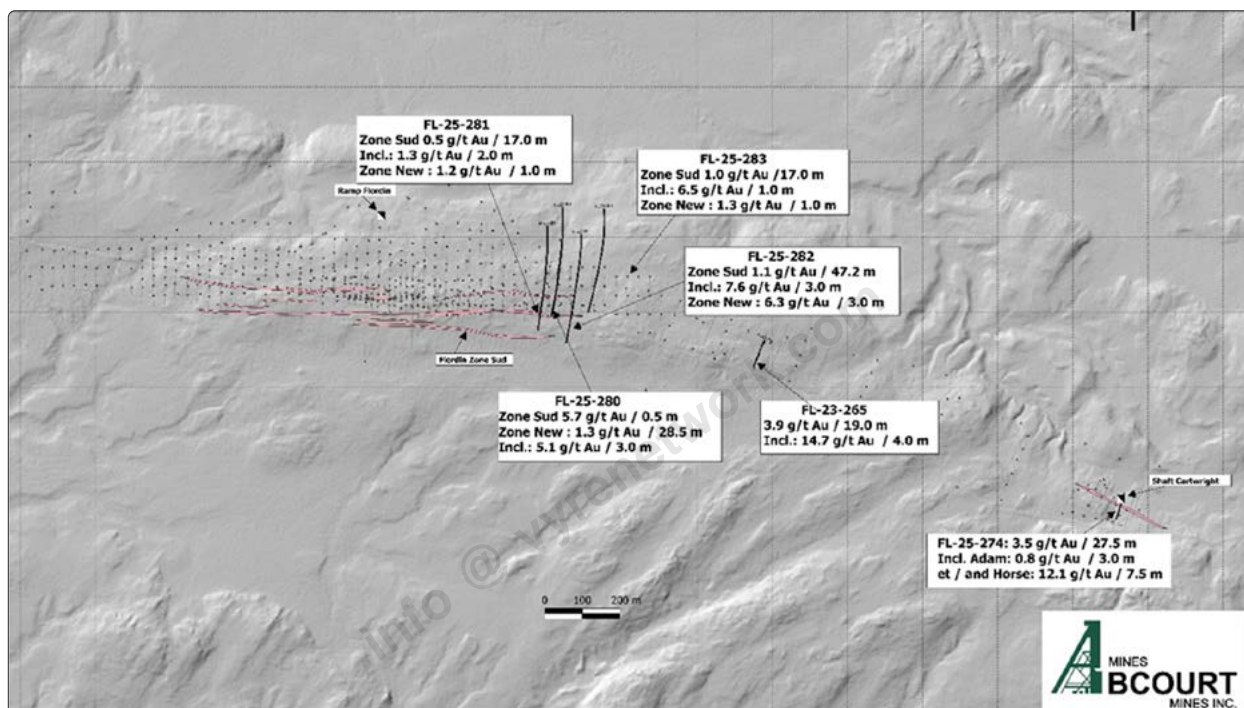 FL-25-281
Zone Sud 0.5 g/t Au / 17.0 m
Incl.: 1.3 g/t Au / 2.0 m
Zone New : 1.2 g/t Au / 1.0 m
FL-25-283
Zone Sud 1.0 g/t Au /17.0 m
Incl.: 6.5 g/t Au / 1.0 m
Zone New : 1.3 g/t Au / 1.0 m
Ramp Flordin
FL-25-282
Zone Sud 1.1 g/t Au / 47.2 m
Incl.: 7.6 g/t Au / 3.0 m
Zone New : 6.3 g/t Au / 3.0 m
Flordin Zone Sud
FL-25-280
Zone Sud 5.7 g/t Au / 0.5 m
Zone New : 1.3 g/t Au / 28.5 m
Incl.: 5.1 g/t Au / 3.0 m
FL-23-265
3.9 g/t Au / 19.0 m
Incl.: 14.7 g/t Au / 4.0 m
Shaft Cartwright
FL-25-274: 3.5 g/t Au / 27.5 m
Incl. Adam: 0.8 g/t Au / 3.0 m
et / and Horse: 12.1 g/t Au / 7.5 m
0 100 200 m
MINES
ABCOURT
MINES INC.